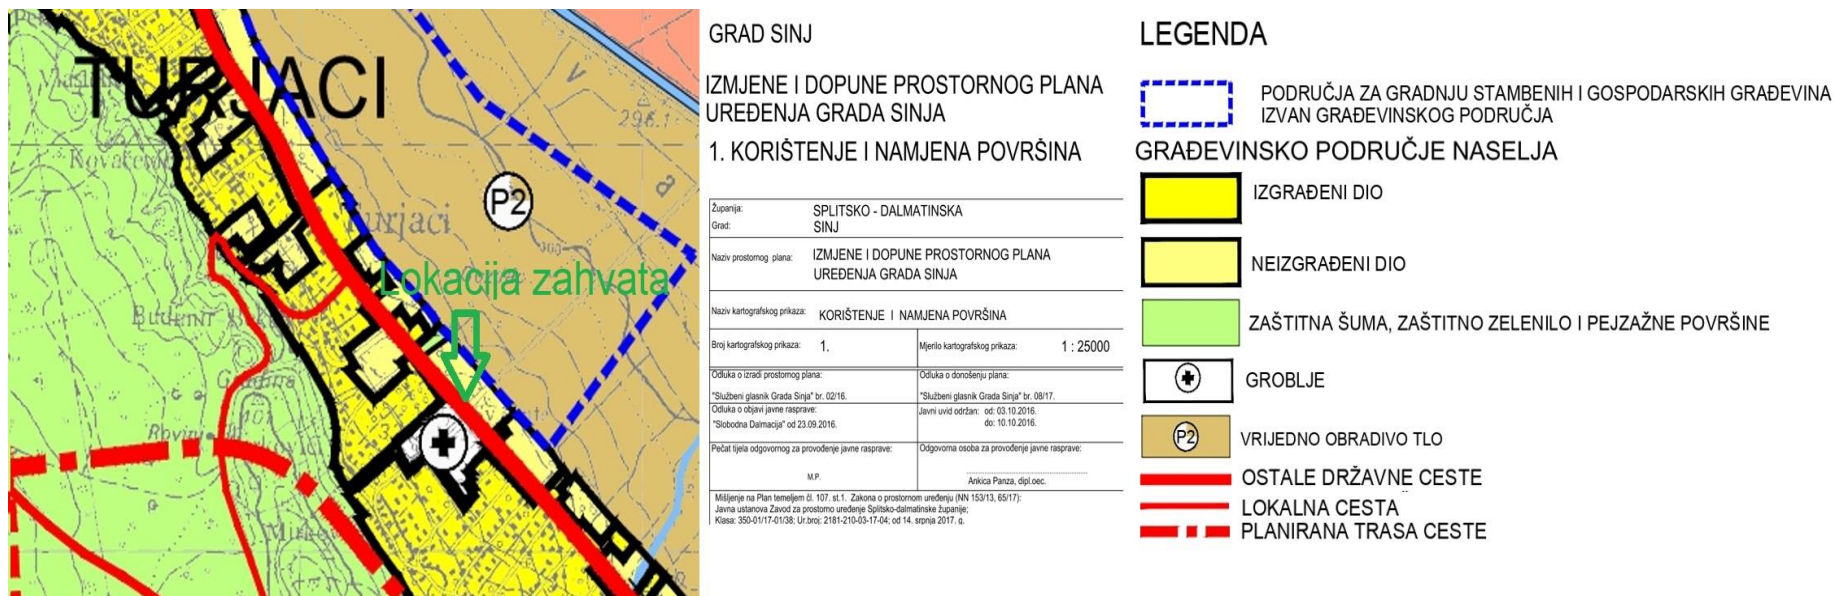 TURJACI
296.1
P2
Turjaci
Lokacija zahvata
GRAD SINJ
IZMJENE I DOPUNE PROSTORNOG PLANA
UREĐENJA GRADA SINJA
1. KORIŠTENJE I NAMJENA POVRŠINA
Županija: SPLITSKO - DALMATINSKA
Grad: SINJ
Naziv prostornog plana: IZMJENE I DOPUNE PROSTORNOG PLANA
UREĐENJA GRADA SINJA
Naziv kartografskog prikaza: KORIŠTENJE I NAMJENA POVRŠINA
Broj kartografskog prikaza: 1.
Mjerilo kartografskog prikaza: 1 : 25000
Odluka o izradi prostornog plana:
"Službeni glasnik Grada Sinja" br. 02/16.
Odluka o donošenju plana:
"Službeni glasnik Grada Sinja" br. 08/17.
Odluka o objavi javne rasprave:
"Slobodna Dalmacija" od 23.09.2016.
Javni uvid održan: od: 03.10.2016.
do: 10.10.2016.
Pečat tijela odgovornog za provođenje javne rasprave:
M.P.
Odgovorna osoba za provođenje javne rasprave:
Ankica Panza, dipl.oec.
Mišljenje na Plan temeljem čl. 107. st.1. Zakona o prostornom uređenju (NN 153/13, 65/17):
Javna ustanova Zavod za prostorno uređenje Splitsko-dalmatinske županije;
Klasa: 350-01/17-01/38; Ur.broj: 2181-210-03-17-04; od 14. srpnja 2017. g.
LEGENDA
PODRUČJA ZA GRADNJU STAMBENIH I GOSPODARSKIH GRAĐEVINA
IZVAN GRAĐEVINSKOG PODRUČJA
GRAĐEVINSKO PODRUČJE NASELJA
IZGRAĐENI DIO
NEIZGRAĐENI DIO
ZAŠTITNA ŠUMA, ZAŠTITNO ZELENILO I PEJZAŽNE POVRŠINE
GROBLJE
P2 VRIJEDNO OBRADIVO TLO
OSTALE DRŽAVNE CESTE
LOKALNA CESTA
PLANIRANA TRASA CESTE